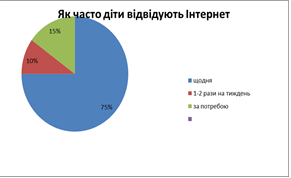 Як часто діти відвідують Інтернет
15%
10%
75%
щодня
1-2 рази на тиждень
за потребою